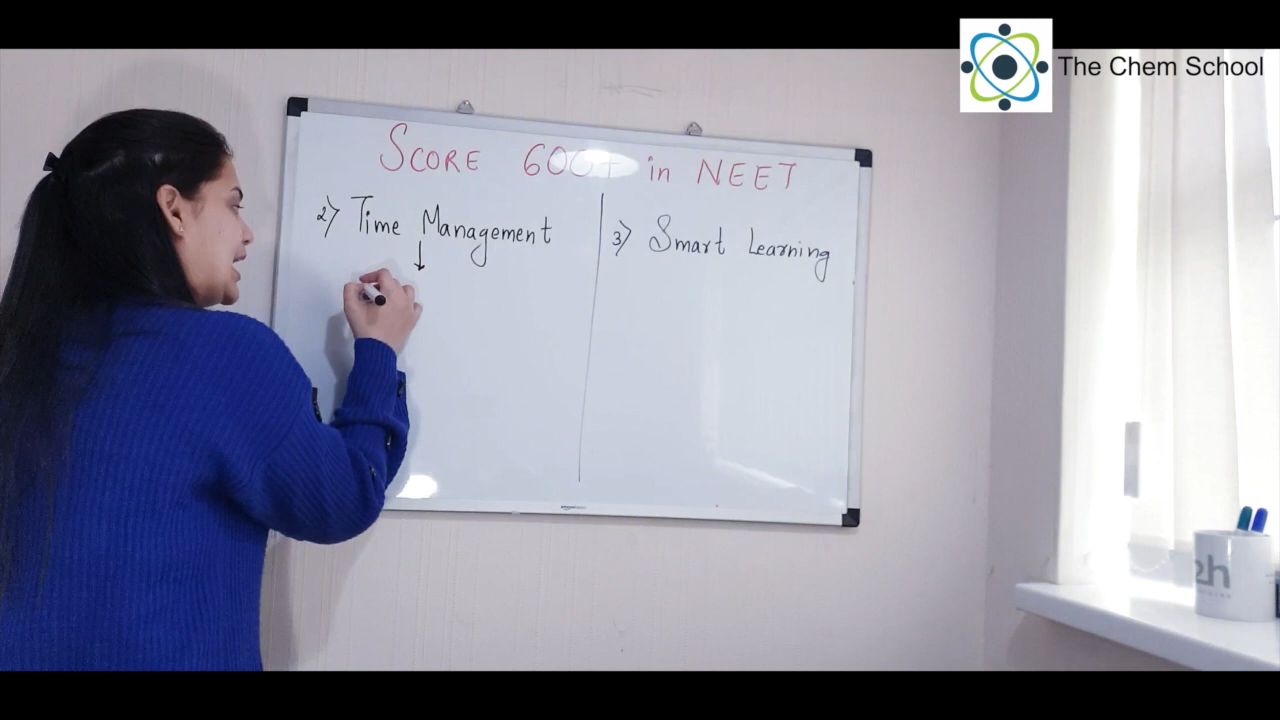 The Chem School
SCORE 600+ in NEET
2) Time Management
3) Smart Learning